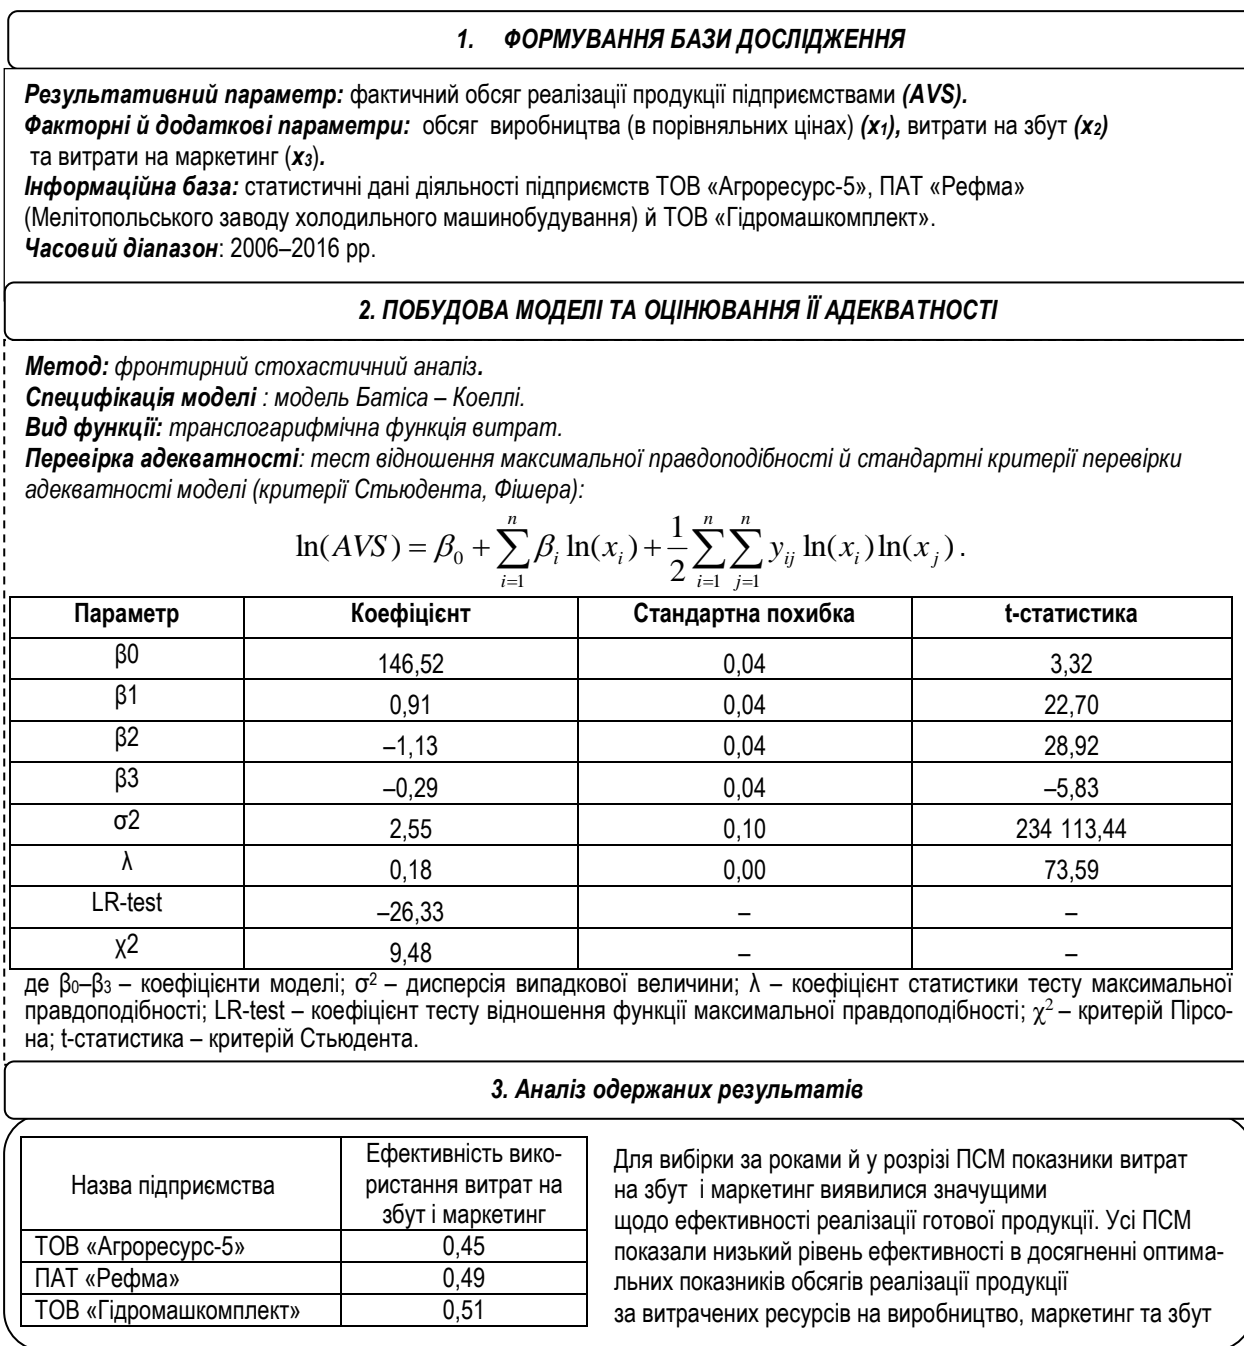 1. ФОРМУВАННЯ БАЗИ ДОСЛІДЖЕННЯ
Результативний параметр: фактичний обсяг реалізації продукції підприємствами (AVS).
Факторні й додаткові параметри: обсяг виробництва (в порівняльних цінах) (x₁), витрати на збут (x₂)
та витрати на маркетинг (x₃).
Інформаційна база: статистичні дані діяльності підприємств ТОВ «Агроресурс-5», ПАТ «Рефма»
(Мелітопольського заводу холодильного машинобудування) й ТОВ «Гідромашкомплект».
Часовий діапазон: 2006–2016 рр.
2. ПОБУДОВА МОДЕЛІ ТА ОЦІНЮВАННЯ ЇЇ АДЕКВАТНОСТІ
Метод: фронтирний стохастичний аналіз.
Специфікація моделі : модель Батіса – Коеллі.
Вид функції: транслогарифмічна функція витрат.
Перевірка адекватності: тест відношення максимальної правдоподібності й стандартні критерії перевірки
адекватності моделі (критерії Стьюдента, Фішера):
ln(AVS) = β₀ + ∑ⁿᵢ₌₁ βᵢ ln(xᵢ) + 1/2 ∑ⁿᵢ₌₁ ∑ⁿⱼ₌₁ yᵢⱼ ln(xᵢ) ln(xⱼ) .
Параметр Коефіцієнт Стандартна похибка t-статистика
β0 146,52 0,04 3,32
β1 0,91 0,04 22,70
β2 –1,13 0,04 28,92
β3 –0,29 0,04 –5,83
σ2 2,55 0,10 234 113,44
λ 0,18 0,00 73,59
LR-test –26,33 – –
χ2 9,48 – –
де β₀–β₃ – коефіцієнти моделі; σ² – дисперсія випадкової величини; λ – коефіцієнт статистики тесту максимальної
правдоподібності; LR-test – коефіцієнт тесту відношення функції максимальної правдоподібності; χ² – критерій Пірсо-
на; t-статистика – критерій Стьюдента.
3. Аналіз одержаних результатів
Назва підприємства Ефективність вико-
ристання витрат на
збут і маркетинг
ТОВ «Агроресурс-5» 0,45
ПАТ «Рефма» 0,49
ТОВ «Гідромашкомплект» 0,51
Для вибірки за роками й у розрізі ПСМ показники витрат
на збут і маркетинг виявилися значущими
щодо ефективності реалізації готової продукції. Усі ПСМ
показали низький рівень ефективності в досягненні оптима-
льних показників обсягів реалізації продукції
за витрачених ресурсів на виробництво, маркетинг та збут